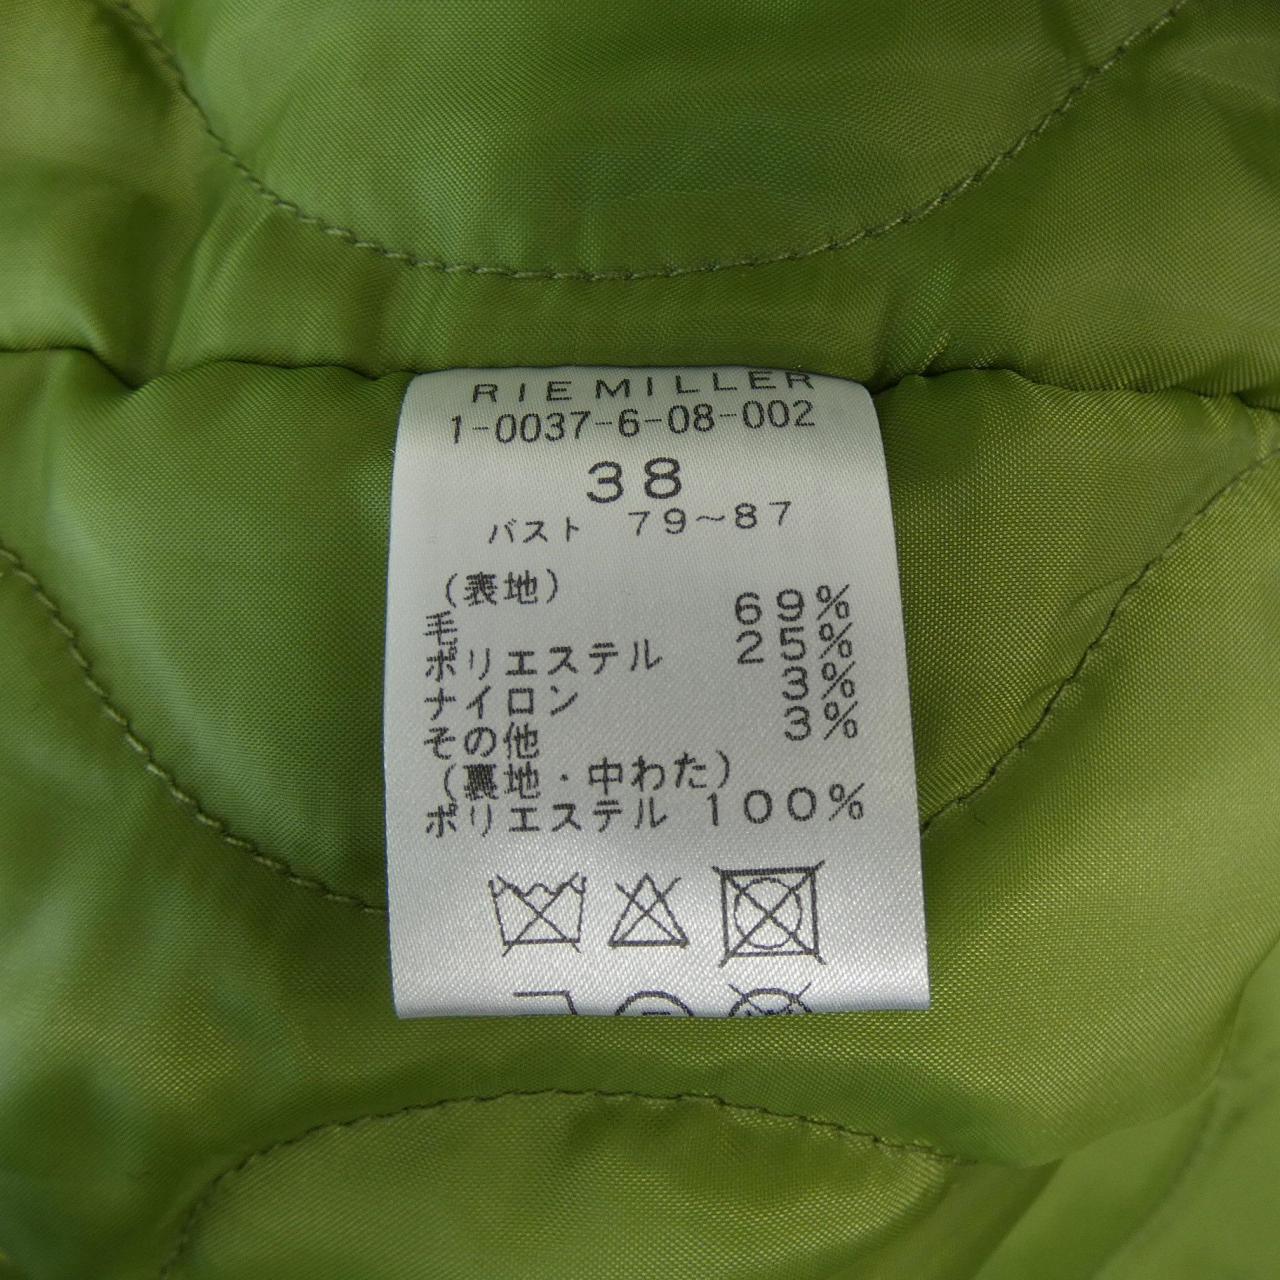 RIE MILLER
1-0037-6-08-002
38
バスト 79～87
(表地)
毛 69%
ポリエステル 25%
ナイロン 3%
その他 3%
(裏地・中わた)
ポリエステル 100%